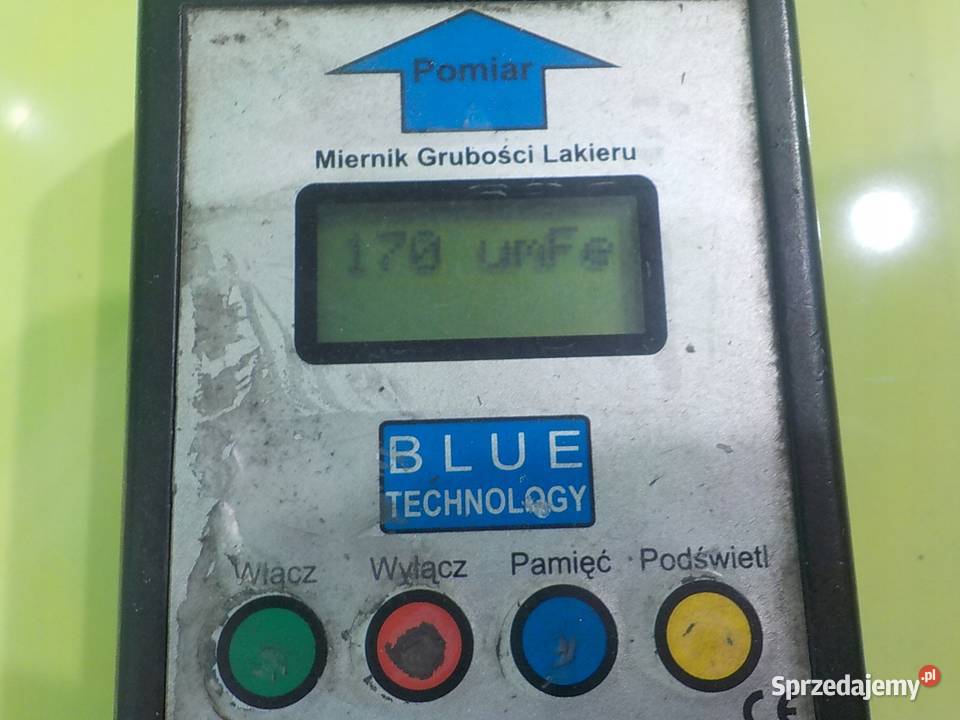 Pomiar
Miernik Grubości Lakieru
170 umFe
BLUE
TECHNOLOGY
Włącz Wyłącz Pamięć Podświetl
CE
Sprzedajemy.pl